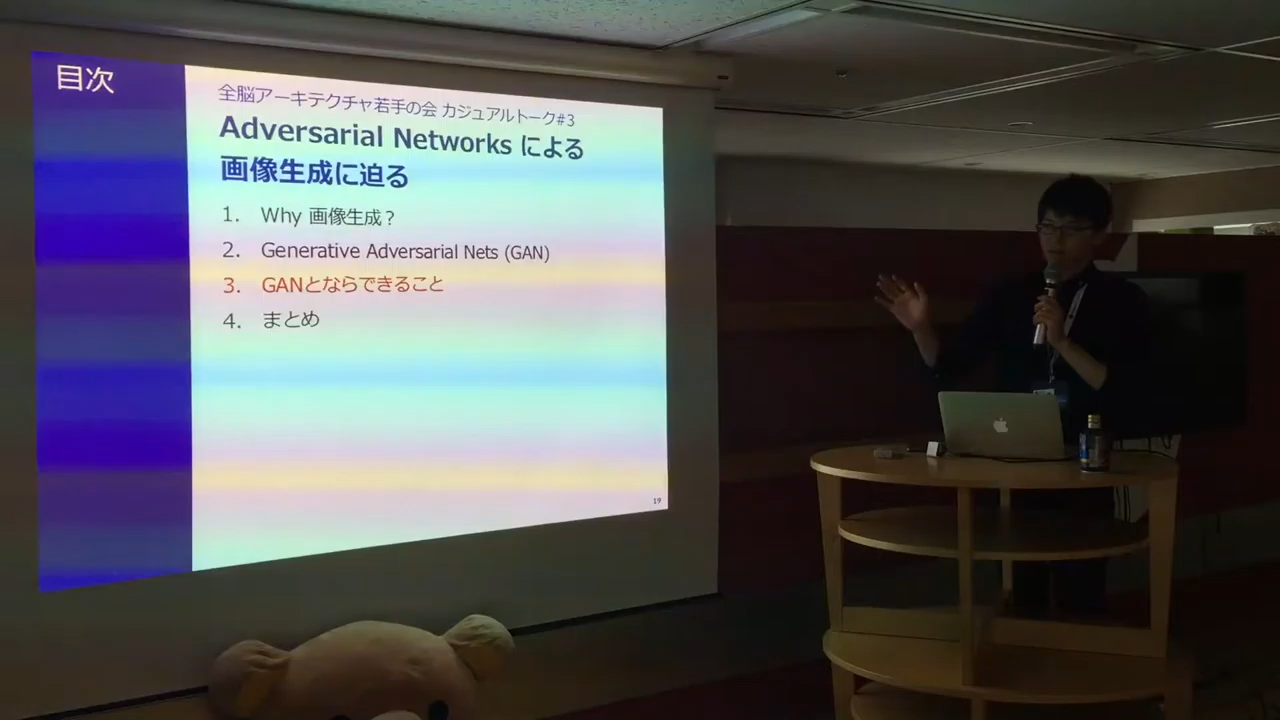 目次
全脳アーキテクチャ若手の会 カジュアルトーク#3
Adversarial Networks による
画像生成に迫る
1. Why 画像生成？
2. Generative Adversarial Nets (GAN)
3. GANとならできること
4. まとめ
19